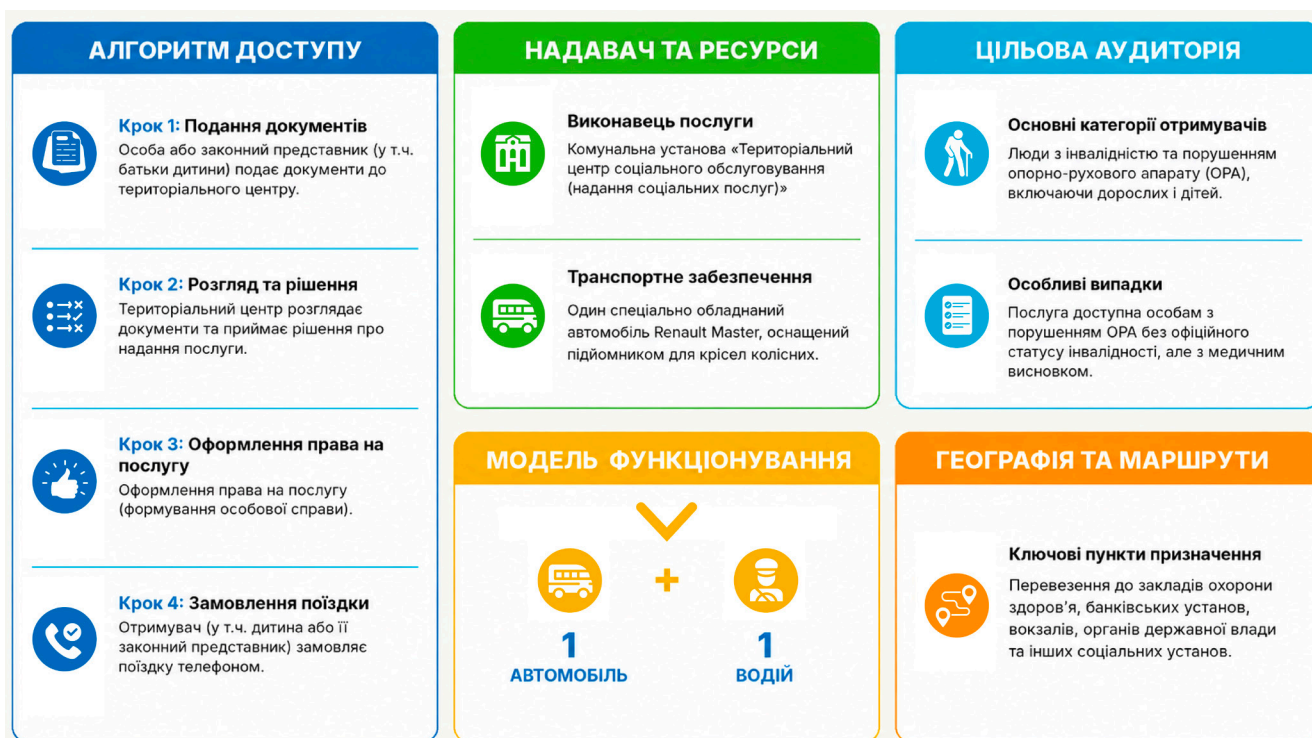 АЛГОРИТМ ДОСТУПУ
Крок 1: Подання документів
Особа або законний представник (у т.ч.
батьки дитини) подає документи до
територіального центру.
Крок 2: Розгляд та рішення
Територіальний центр розглядає
документи та приймає рішення про
надання послуги.
Крок 3: Оформлення права на
послугу
Оформлення права на послугу
(формування особової справи).
Крок 4: Замовлення поїздки
Отримувач (у т.ч. дитина або її
законний представник) замовляє
поїздку телефоном.
НАДАВАЧ ТА РЕСУРСИ
Виконавець послуги
Комунальна установа «Територіальний
центр соціального обслуговування
(надання соціальних послуг)»
Транспортне забезпечення
Один спеціально обладнаний
автомобіль Renault Master, оснащений
підйомником для крісел колісних.
ЦІЛЬОВА АУДИТОРІЯ
Основні категорії отримувачів
Люди з інвалідністю та порушенням
опорно-рухового апарату (ОРА),
включаючи дорослих і дітей.
Особливі випадки
Послуга доступна особам з
порушенням ОРА без офіційного
статусу інвалідності, але з медичним
висновком.
МОДЕЛЬ ФУНКЦІОНУВАННЯ
+
1
АВТОМОБІЛЬ
1
ВОДІЙ
ГЕОГРАФІЯ ТА МАРШРУТИ
Ключові пункти призначення
Перевезення до закладів охорони
здоров'я, банківських установ,
вокзалів, органів державної влади
та інших соціальних установ.